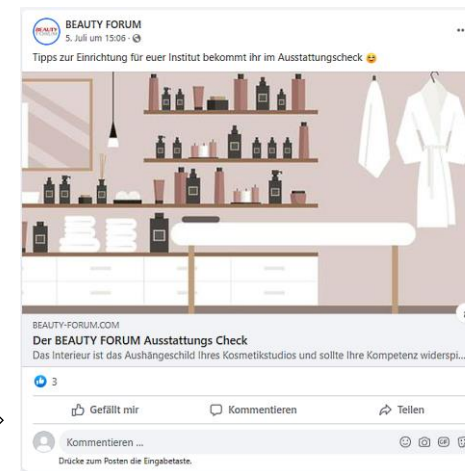 BEAUTY FORUM
BEAUTY FORUM
5. Juli um 15:06 ·
Tipps zur Einrichtung für euer Institut bekommt ihr im Ausstattungscheck 😊
BEAUTY-FORUM.COM
Der BEAUTY FORUM Ausstattungs Check
Das Interieur ist das Aushängeschild Ihres Kosmetikstudios und sollte Ihre Kompetenz widerspi...
3
Gefällt mir Kommentieren Teilen
Kommentieren ...
Drücke zum Posten die Eingabetaste.